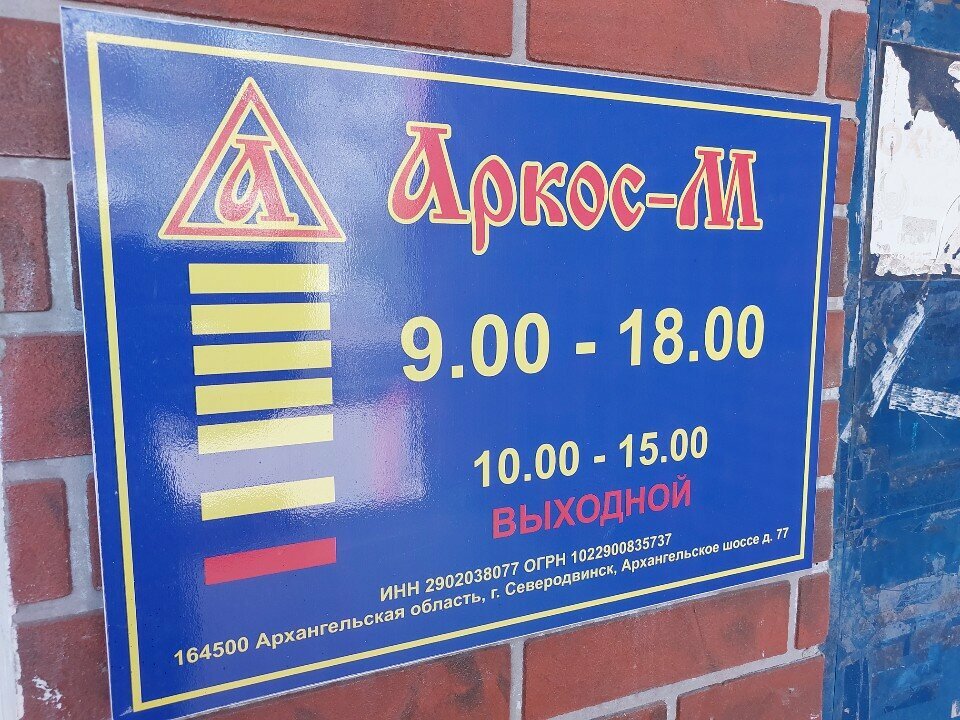 А Аркос-М
9.00 - 18.00
10.00 - 15.00
ВЫХОДНОЙ
ИНН 2902038077 ОГРН 1022900835737
164500 Архангельская область, г. Северодвинск, Архангельское шоссе д. 77